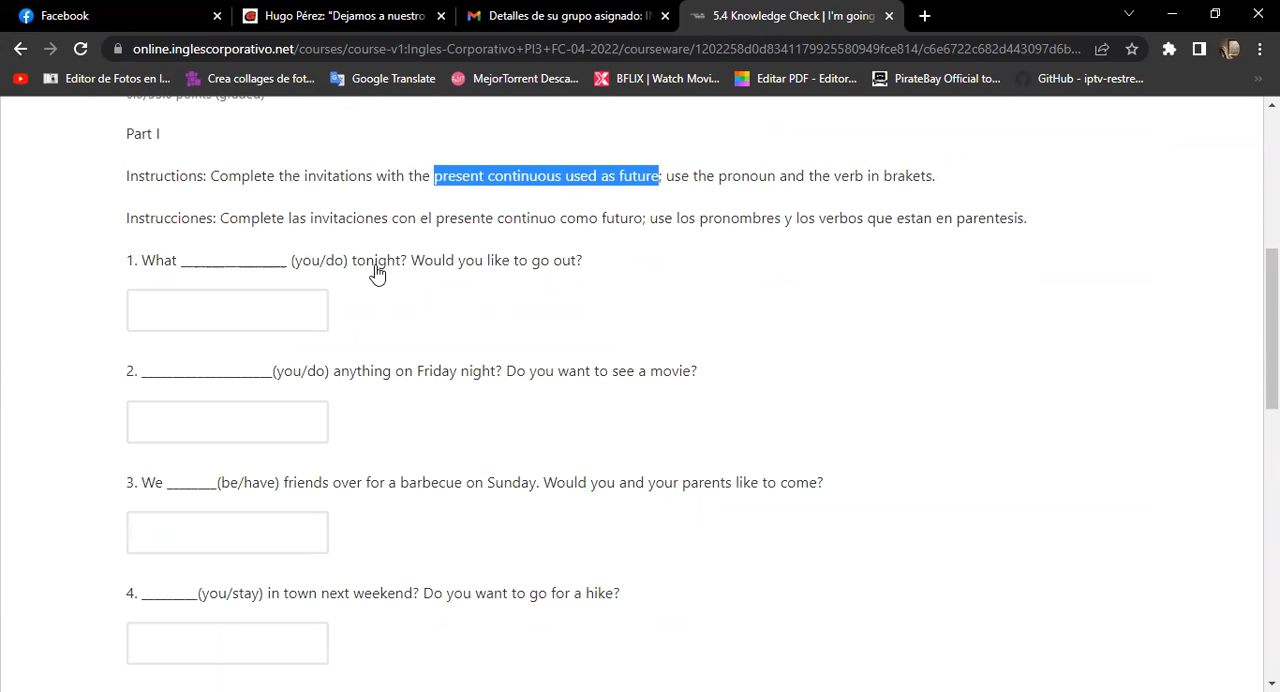 Facebook
Hugo Pérez: "Dejamos a nuestro
Detalles de su grupo asignado: I
5.4 Knowledge Check | I'm going
online.inglescorporativo.net/courses/course-v1:Ingles-Corporativo+PI3+FC-04-2022/courseware/1202258d0d8341179925580949fce814/c6e6722c682d443097d6b...
Editor de Fotos en l...
Crea collages de fot...
Google Translate
MejorTorrent Desca...
BFLIX | Watch Movi...
Editar PDF - Editor...
PirateBay Official to...
GitHub - iptv-restre...
Part I
Instructions: Complete the invitations with the present continuous used as future; use the pronoun and the verb in brakets.
Instrucciones: Complete las invitaciones con el presente continuo como futuro; use los pronombres y los verbos que estan en parentesis.
1. What ________________ (you/do) tonight? Would you like to go out?
2. ____________________(you/do) anything on Friday night? Do you want to see a movie?
3. We ________(be/have) friends over for a barbecue on Sunday. Would you and your parents like to come?
4. _________(you/stay) in town next weekend? Do you want to go for a hike?